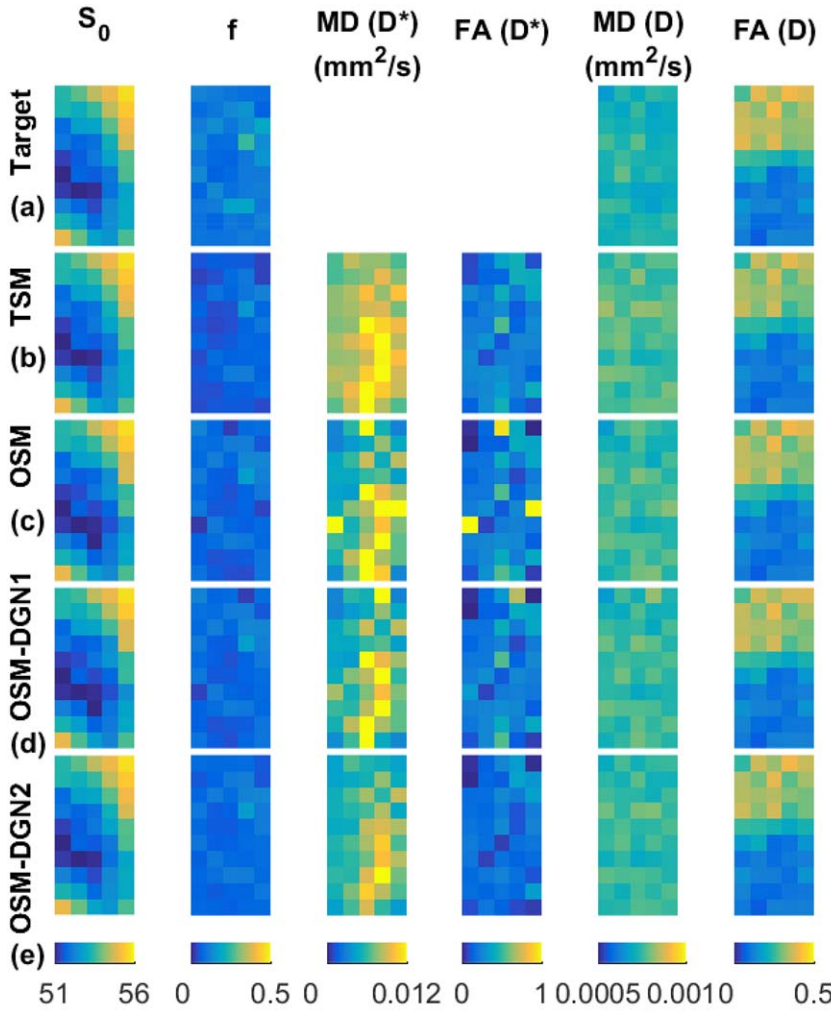 S0 f MD (D*) FA (D*) MD (D) FA (D)
(mm2/s) (mm2/s)
Target
(a)
TSM
(b)
OSM
(c)
OSM-DGN1
(d)
OSM-DGN2
(e)
51 56 0 0.5 0 0.012 0 1 0.0005 0.0010 0 0.5